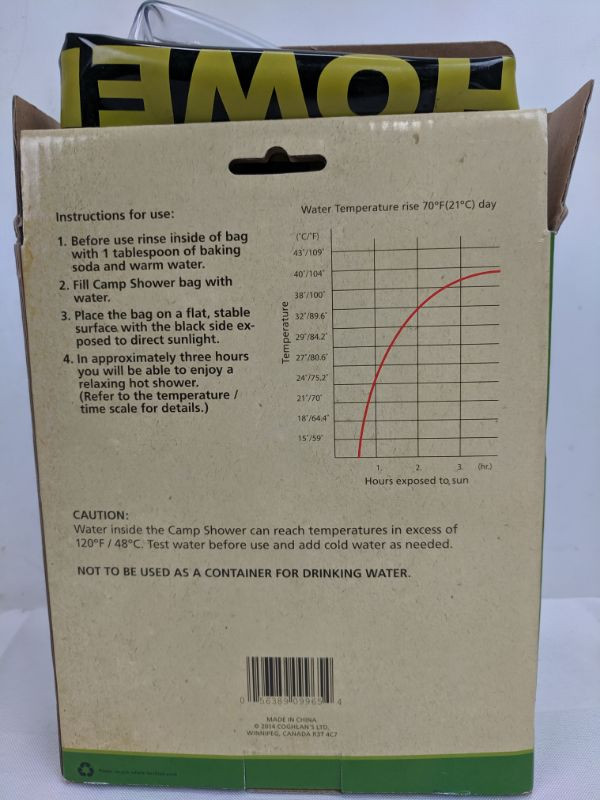 HOWE
Instructions for use:
1. Before use rinse inside of bag
with 1 tablespoon of baking
soda and warm water.
2. Fill Camp Shower bag with
water.
3. Place the bag on a flat, stable
surface with the black side ex-
posed to direct sunlight.
4. In approximately three hours
you will be able to enjoy a
relaxing hot shower.
(Refer to the temperature /
time scale for details.)
Water Temperature rise 70°F(21°C) day
(°C/°F)
43°/109°
40°/104°
38°/100°
32°/89.6°
29°/84.2°
27°/80.6°
24°/75.2°
21°/70°
18°/64.4°
15°/59°
Temperature
1. 2. 3. (hr.)
Hours exposed to sun
CAUTION:
Water inside the Camp Shower can reach temperatures in excess of
120°F / 48°C. Test water before use and add cold water as needed.
NOT TO BE USED AS A CONTAINER FOR DRINKING WATER.
0 56389 09965 4
MADE IN CHINA
© 2014 COGHLAN'S LTD.
WINNIPEG, CANADA R3T 4C7